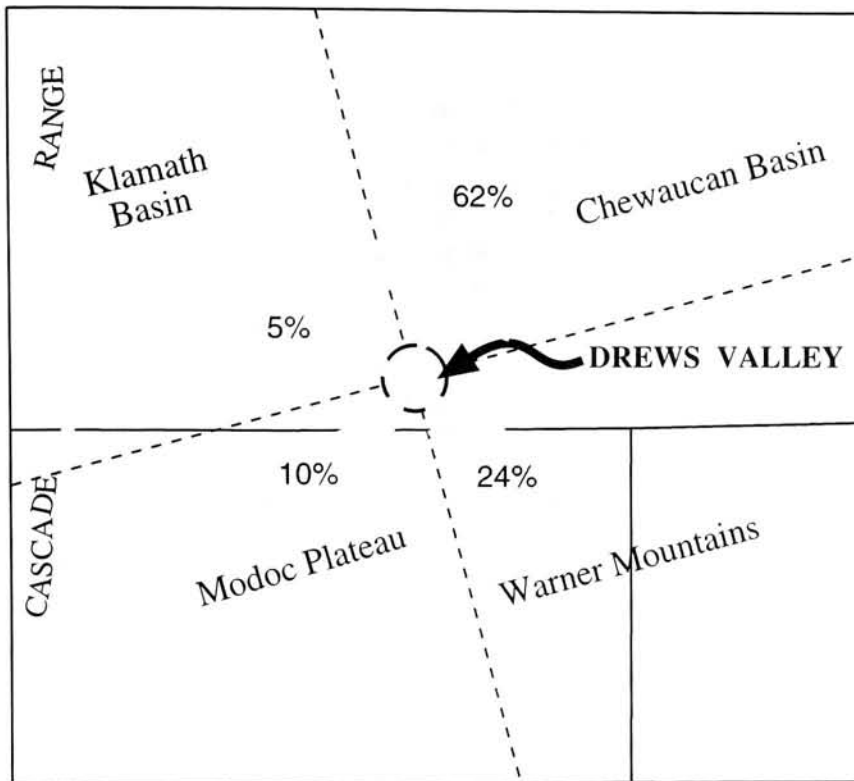 RANGE
Klamath
Basin
62%
Chewaucan Basin
5%
DREWS VALLEY
10%
24%
CASCADE
Modoc Plateau
Warner Mountains